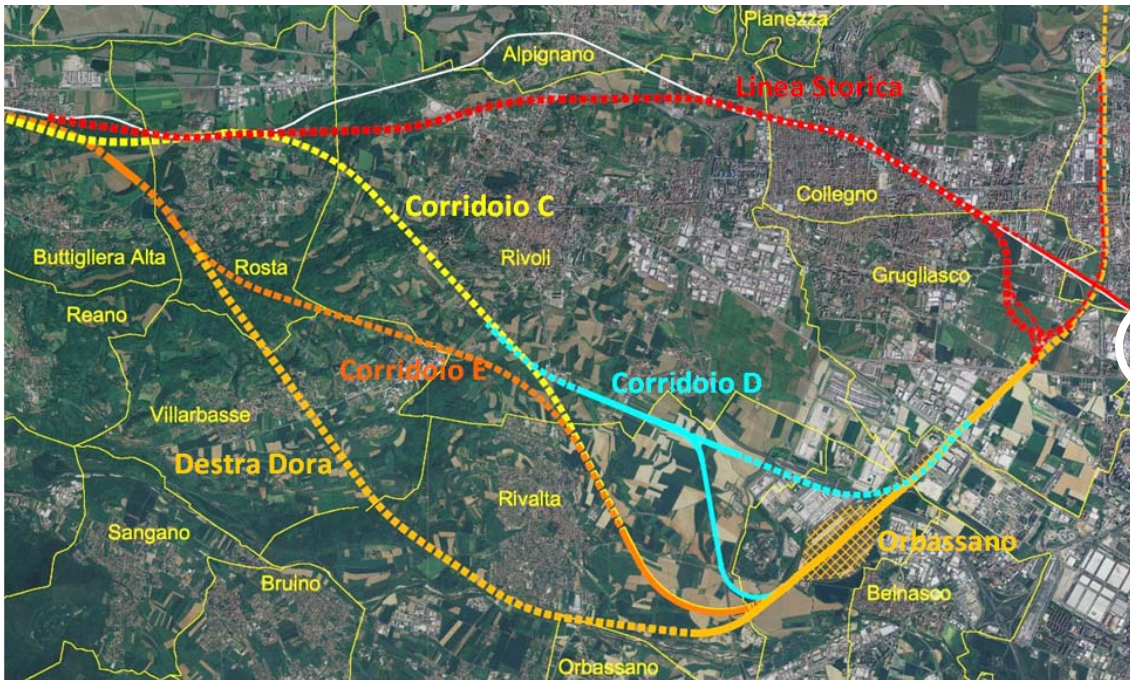 Pianezza
Alpignano
Linea Storica
Collegno
Corridoio C
Buttigliera Alta
Rosta
Rivoli
Grugliasco
Reano
Corridoio E
Corridoio D
Villarbasse
Destra Dora
Rivalta
Orbassano
Sangano
Bruino
Beinasco
Orbassano